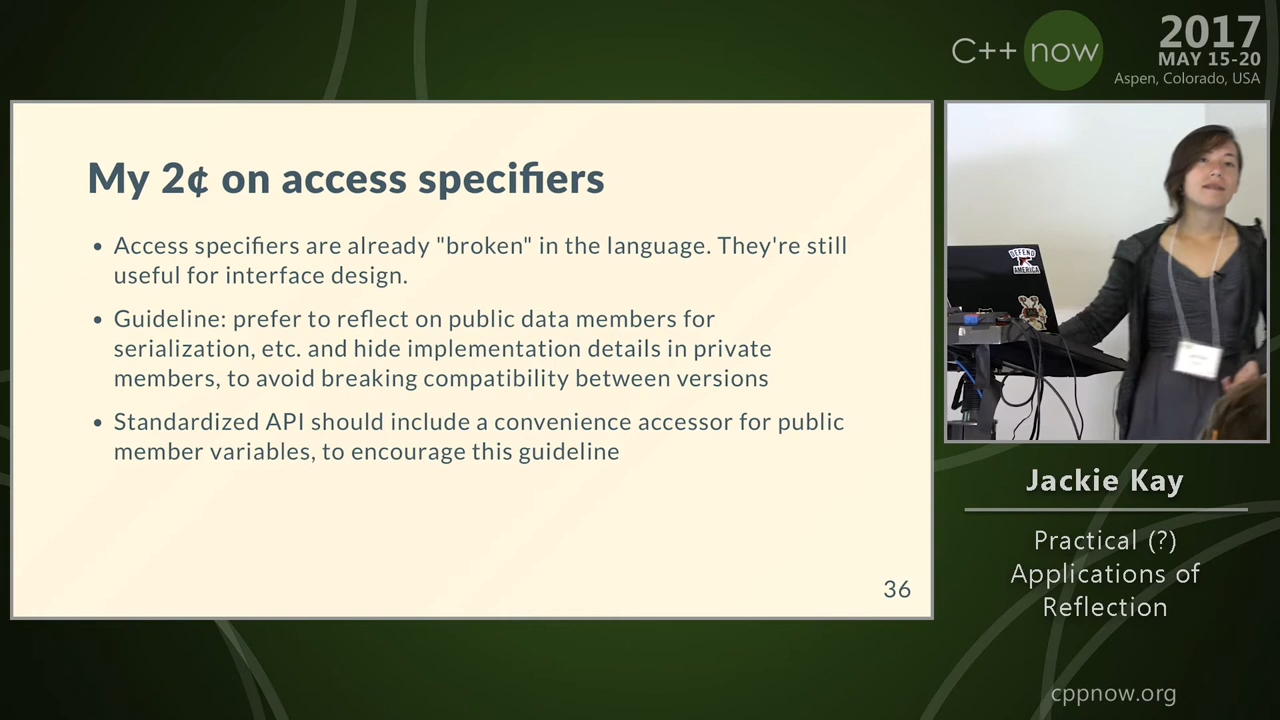 C++ now
2017
MAY 15-20
Aspen, Colorado, USA
My 2¢ on access specifiers
• Access specifiers are already "broken" in the language. They're still
useful for interface design.
• Guideline: prefer to reflect on public data members for
serialization, etc. and hide implementation details in private
members, to avoid breaking compatibility between versions
• Standardized API should include a convenience accessor for public
member variables, to encourage this guideline
36
DEFEND
AMERICA
Jackie Kay
Practical (?)
Applications of
Reflection
cppnow.org